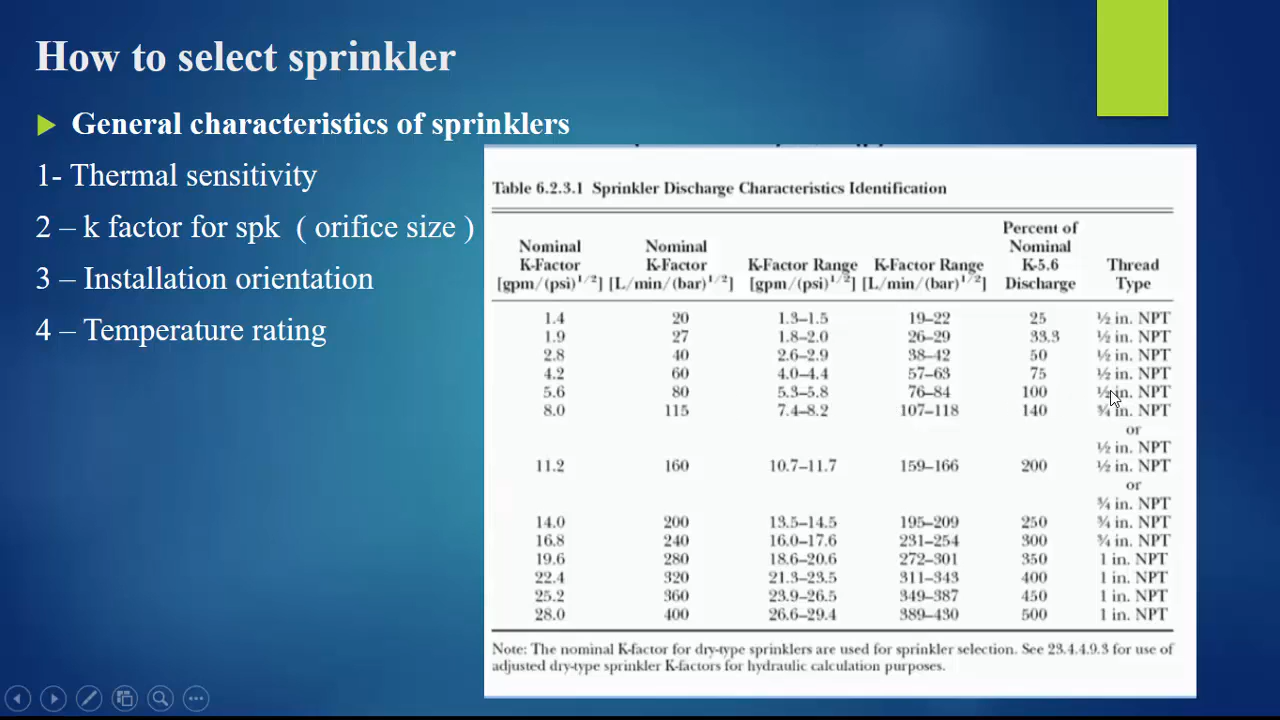 How to select sprinkler
General characteristics of sprinklers
1- Thermal sensitivity
2 – k factor for spk ( orifice size )
3 – Installation orientation
4 – Temperature rating
Table 6.2.3.1 Sprinkler Discharge Characteristics Identification
Nominal K-Factor [gpm/(psi)^1/2] Nominal K-Factor [L/min/(bar)^1/2] K-Factor Range [gpm/(psi)^1/2] K-Factor Range [L/min/(bar)^1/2] Percent of Nominal K-5.6 Discharge Thread Type
1.4 20 1.3–1.5 19–22 25 ½ in. NPT
1.9 27 1.8–2.0 26–29 33.3 ½ in. NPT
2.8 40 2.6–2.9 38–42 50 ½ in. NPT
4.2 60 4.0–4.4 57–63 75 ½ in. NPT
5.6 80 5.3–5.8 76–84 100 ½ in. NPT
8.0 115 7.4–8.2 107–118 140 ¾ in. NPT
or
½ in. NPT
11.2 160 10.7–11.7 159–166 200 ½ in. NPT
or
¾ in. NPT
14.0 200 13.5–14.5 195–209 250 ¾ in. NPT
16.8 240 16.0–17.6 231–254 300 ¾ in. NPT
19.6 280 18.6–20.6 272–301 350 1 in. NPT
22.4 320 21.3–23.5 311–343 400 1 in. NPT
25.2 360 23.9–26.5 349–387 450 1 in. NPT
28.0 400 26.6–29.4 389–430 500 1 in. NPT
Note: The nominal K-factor for dry-type sprinklers are used for sprinkler selection. See 23.4.4.9.3 for use of
adjusted dry-type sprinkler K-factors for hydraulic calculation purposes.